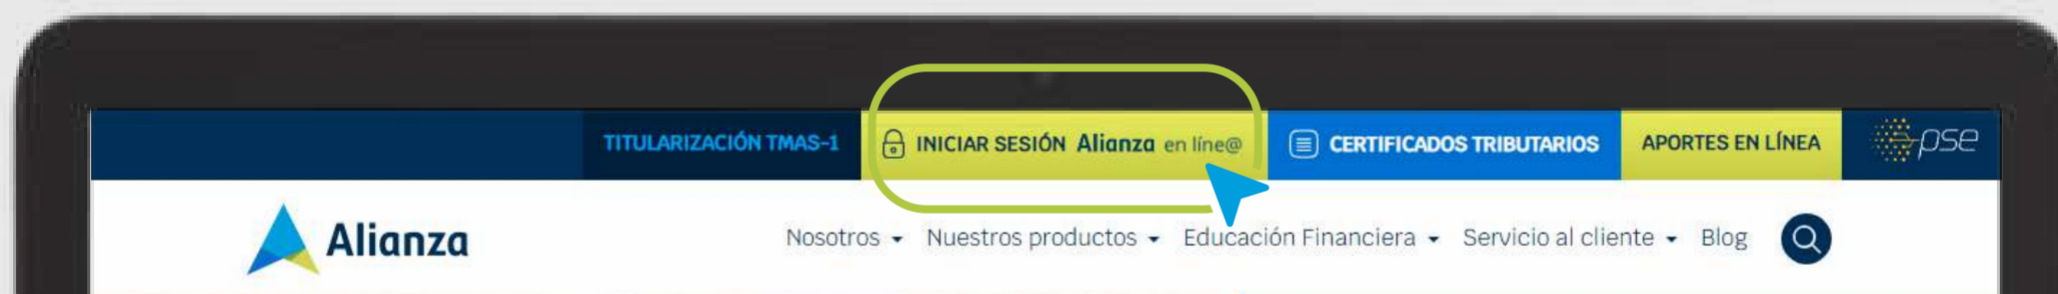 TITULARIZACIÓN TMAS-1
INICIAR SESIÓN Alianza en líne@
CERTIFICADOS TRIBUTARIOS
APORTES EN LÍNEA
pse
Alianza
Nosotros
Nuestros productos
Educación Financiera
Servicio al cliente
Blog